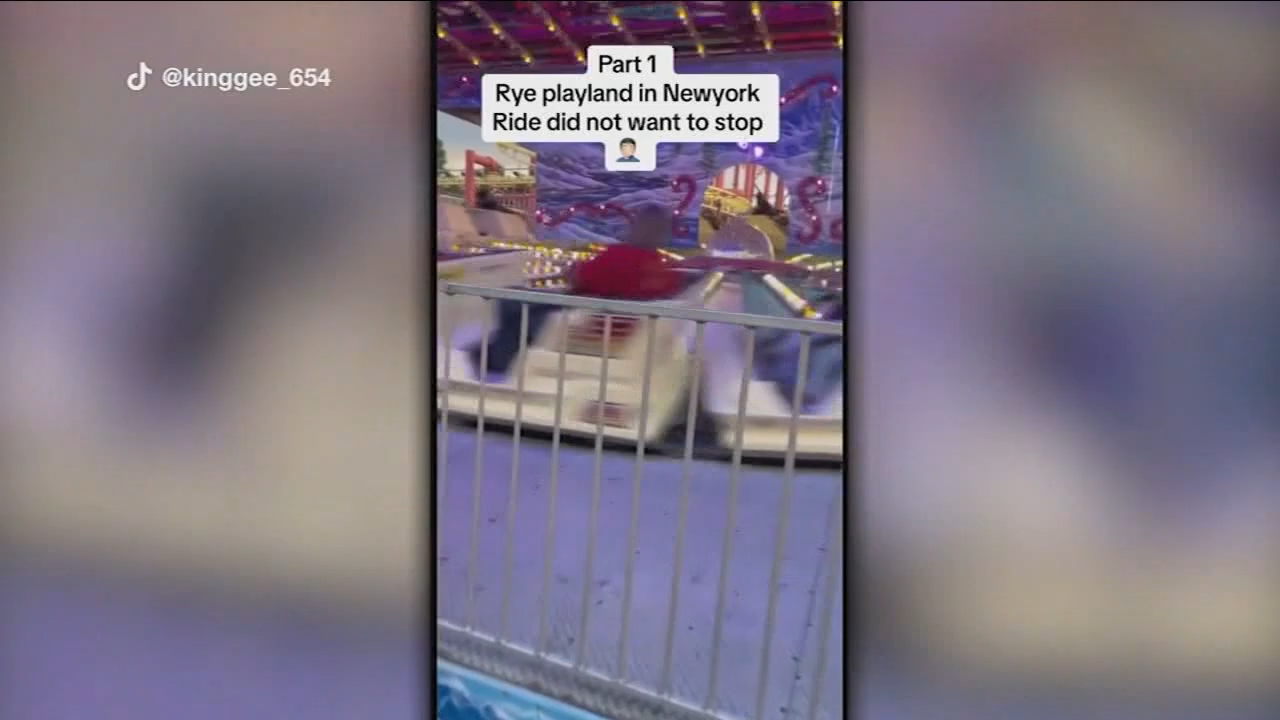 @kinggee_654
Part 1
Rye playland in Newyork
Ride did not want to stop
🤦🏻‍♂️